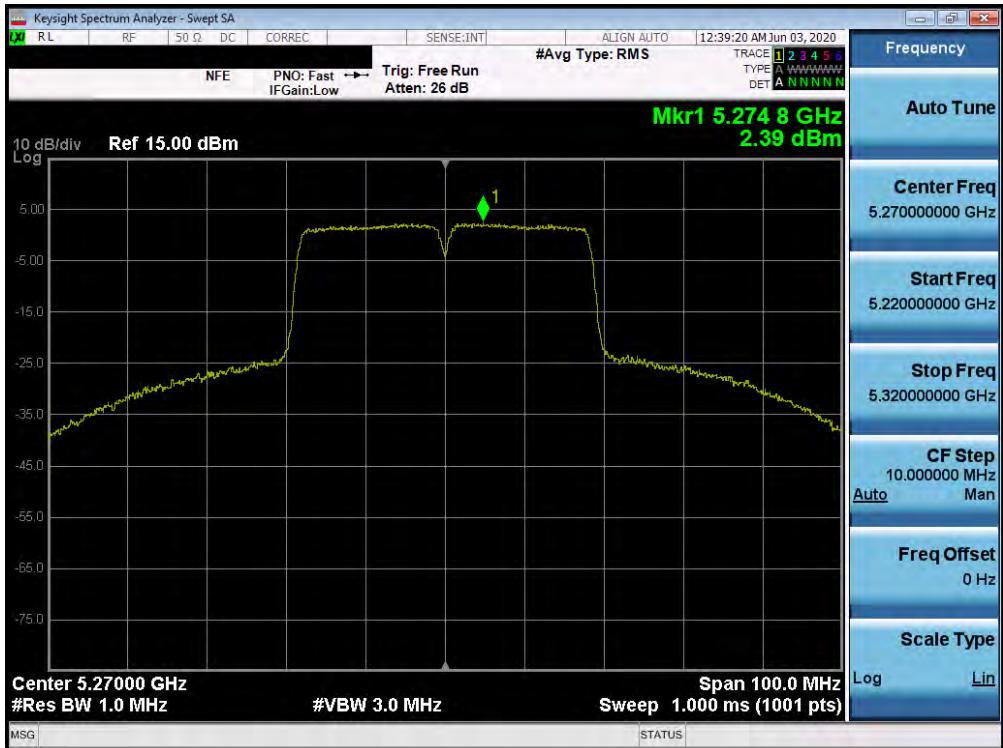 Keysight Spectrum Analyzer - Swept SA
LXI RL RF 50 Ω DC CORREC SENSE:INT ALIGN AUTO 12:39:20 AM Jun 03, 2020
Frequency
#Avg Type: RMS
TRACE 1 2 3 4 5 6
NFE PNO: Fast Trig: Free Run
TYPE A WWWWW
IFGain:Low Atten: 26 dB
DET A N N N N N
Auto Tune
Mkr1 5.274 8 GHz
2.39 dBm
10 dB/div Ref 15.00 dBm
Log
1
5.00
-5.00
-15.0
-25.0
-35.0
-45.0
-55.0
-65.0
-75.0
Center Freq
5.270000000 GHz
Start Freq
5.220000000 GHz
Stop Freq
5.320000000 GHz
CF Step
10.000000 MHz
Auto Man
Freq Offset
0 Hz
Scale Type
Log Lin
Center 5.27000 GHz Span 100.0 MHz
#Res BW 1.0 MHz #VBW 3.0 MHz Sweep 1.000 ms (1001 pts)
MSG STATUS